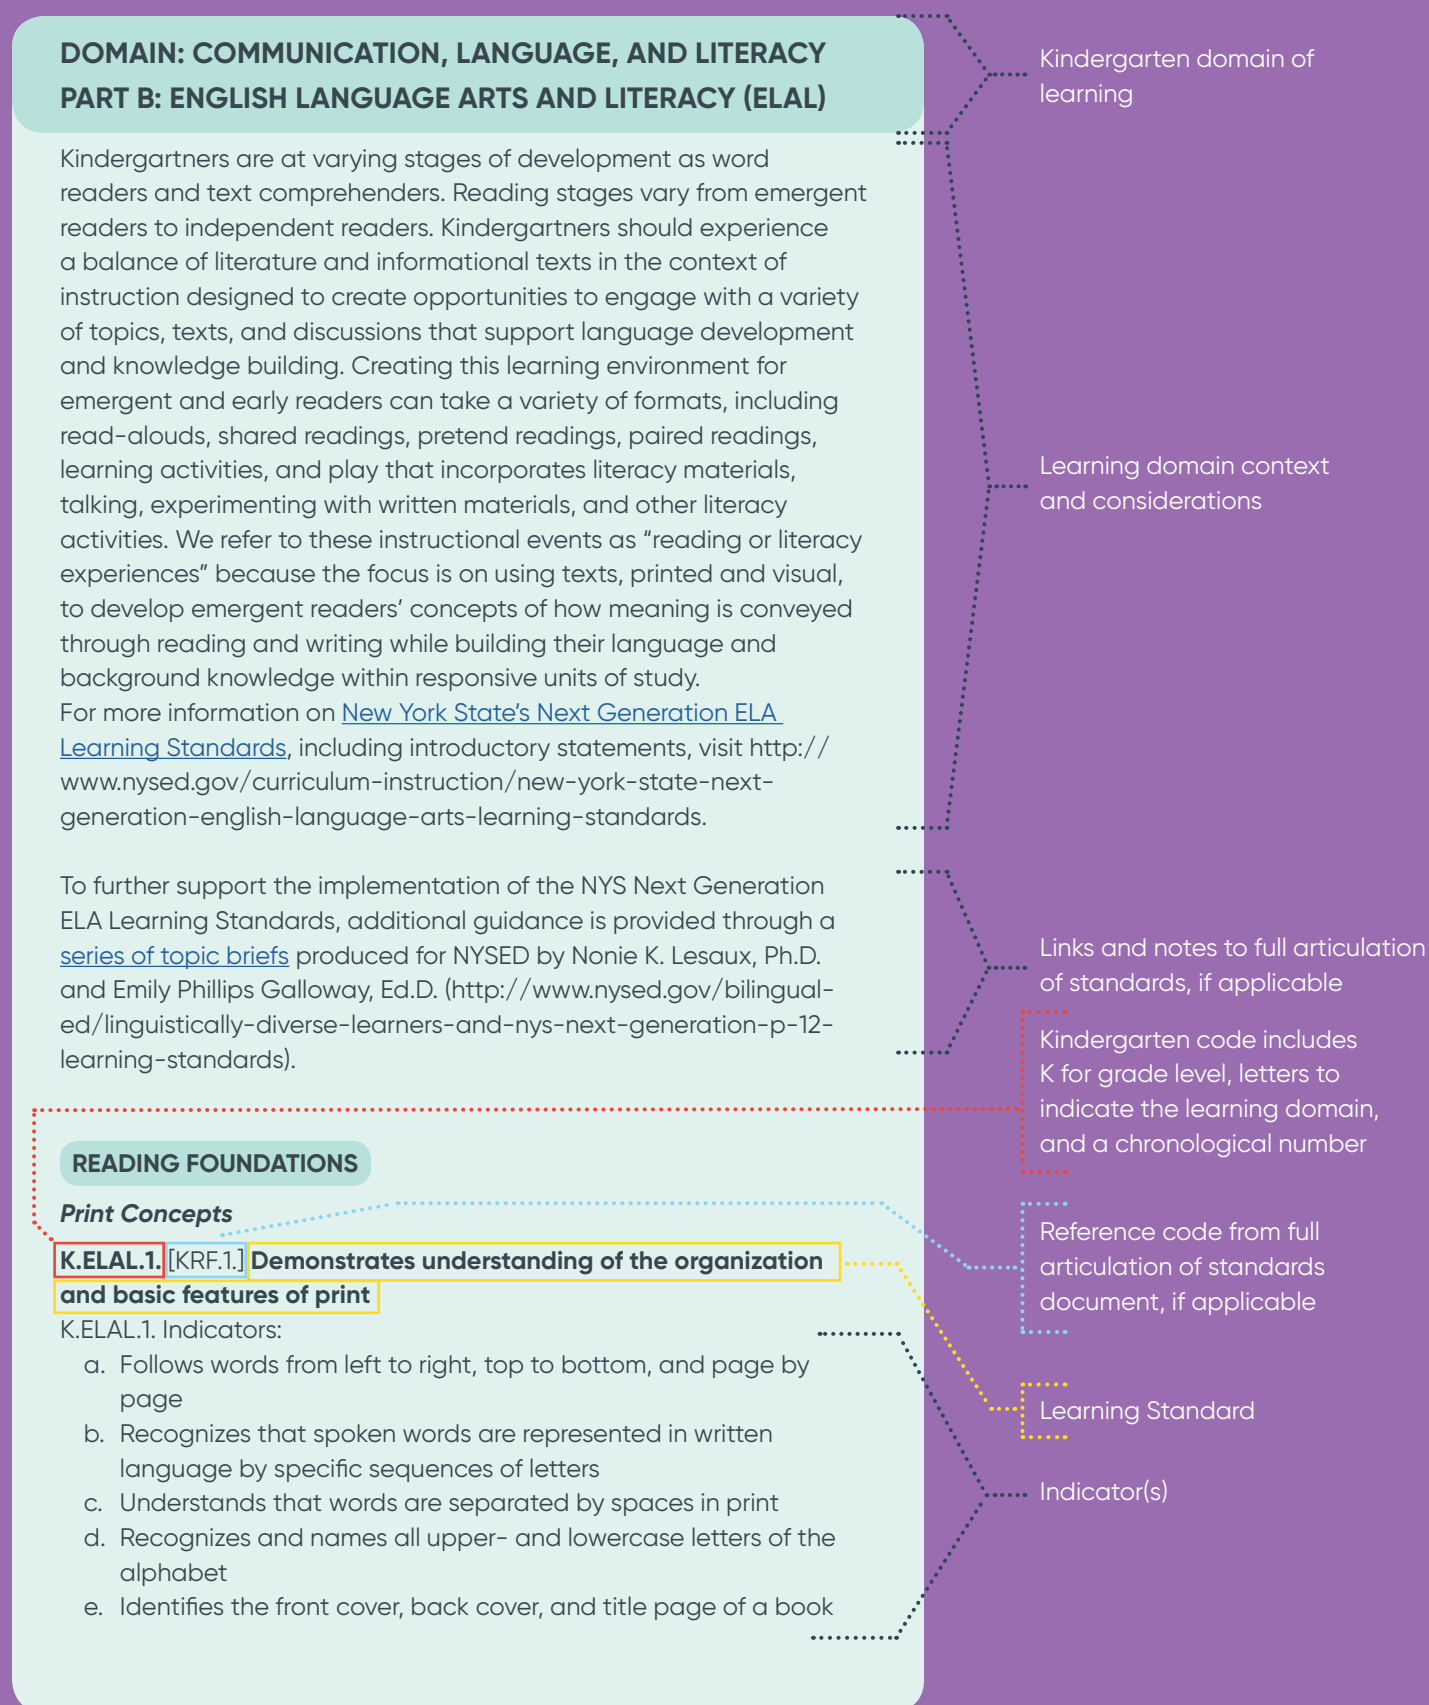 DOMAIN: COMMUNICATION, LANGUAGE, AND LITERACY
PART B: ENGLISH LANGUAGE ARTS AND LITERACY (ELAL)
Kindergartners are at varying stages of development as word
readers and text comprehenders. Reading stages vary from emergent
readers to independent readers. Kindergartners should experience
a balance of literature and informational texts in the context of
instruction designed to create opportunities to engage with a variety
of topics, texts, and discussions that support language development
and knowledge building. Creating this learning environment for
emergent and early readers can take a variety of formats, including
read-alouds, shared readings, pretend readings, paired readings,
learning activities, and play that incorporates literacy materials,
talking, experimenting with written materials, and other literacy
activities. We refer to these instructional events as “reading or literacy
experiences” because the focus is on using texts, printed and visual,
to develop emergent readers’ concepts of how meaning is conveyed
through reading and writing while building their language and
background knowledge within responsive units of study.
For more information on New York State’s Next Generation ELA
Learning Standards, including introductory statements, visit http://
www.nysed.gov/curriculum-instruction/new-york-state-next-
generation-english-language-arts-learning-standards.
To further support the implementation of the NYS Next Generation
ELA Learning Standards, additional guidance is provided through a
series of topic briefs produced for NYSED by Nonie K. Lesaux, Ph.D.
and Emily Phillips Galloway, Ed.D. (http://www.nysed.gov/bilingual-
ed/linguistically-diverse-learners-and-nys-next-generation-p-12-
learning-standards).
READING FOUNDATIONS
Print Concepts
K.ELAL.1. [KRF.1.] Demonstrates understanding of the organization
and basic features of print
K.ELAL.1. Indicators:
a. Follows words from left to right, top to bottom, and page by
page
b. Recognizes that spoken words are represented in written
language by specific sequences of letters
c. Understands that words are separated by spaces in print
d. Recognizes and names all upper- and lowercase letters of the
alphabet
e. Identifies the front cover, back cover, and title page of a book
Kindergarten domain of
learning
Learning domain context
and considerations
Links and notes to full articulation
of standards, if applicable
Kindergarten code includes
K for grade level, letters to
indicate the learning domain,
and a chronological number
Reference code from full
articulation of standards
document, if applicable
Learning Standard
Indicator(s)